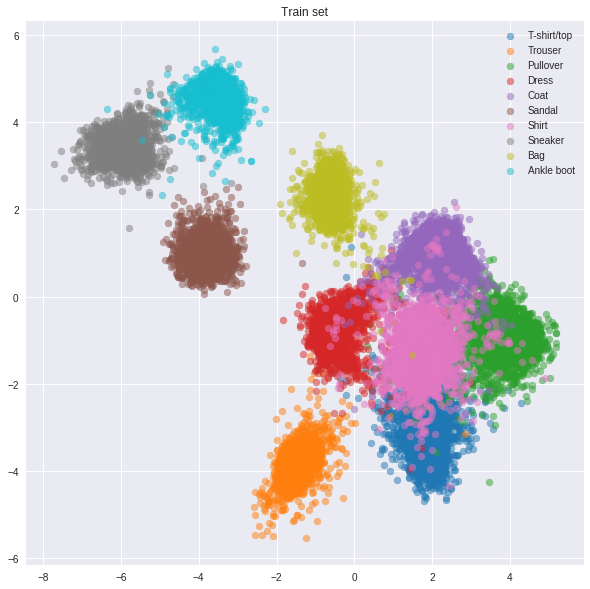 Train set
T-shirt/top
Trouser
Pullover
Dress
Coat
Sandal
Shirt
Sneaker
Bag
Ankle boot
6
4
2
0
−2
−4
−6
−8 −6 −4 −2 0 2 4